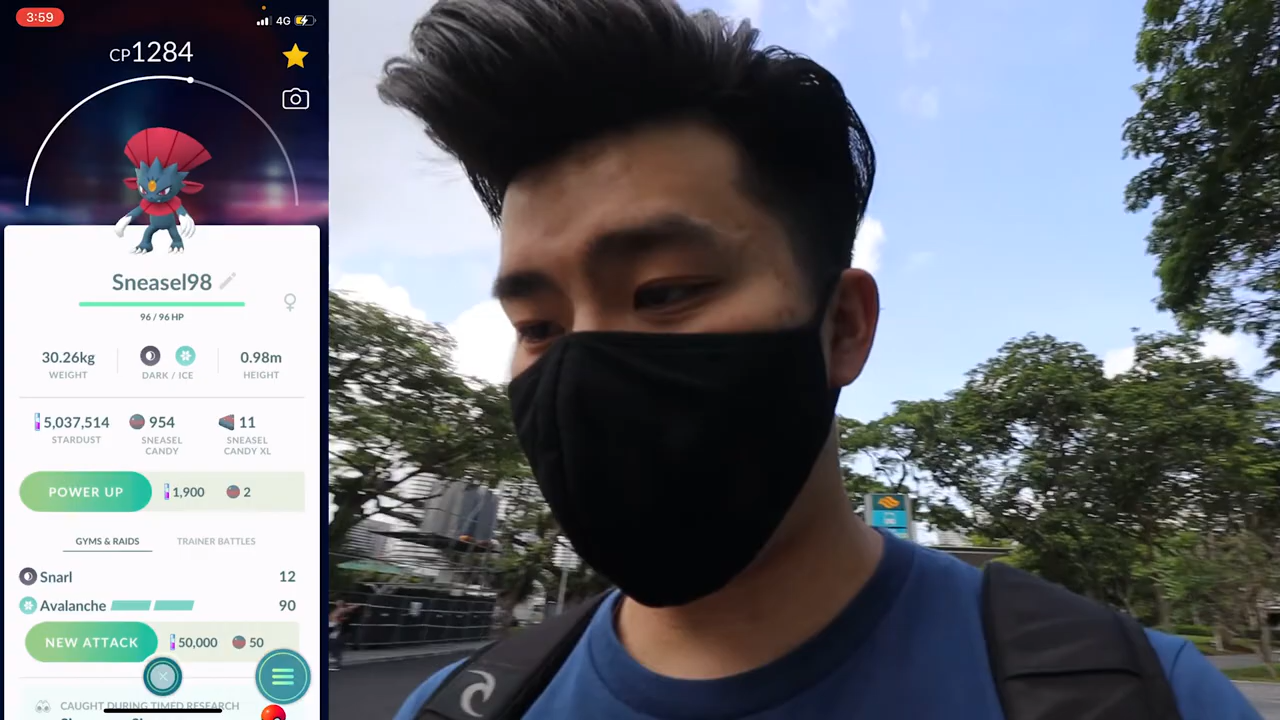 3:59
4G
CP1284
Sneasel98
96 / 96 HP
30.26kg
WEIGHT
DARK / ICE
0.98m
HEIGHT
5,037,514
STARDUST
954
SNEASEL
CANDY
11
SNEASEL
CANDY XL
POWER UP
1,900
2
GYMS & RAIDS
TRAINER BATTLES
Snarl
12
Avalanche
90
NEW ATTACK
50,000
50
CAUGHT DURING TIMED RESEARCH